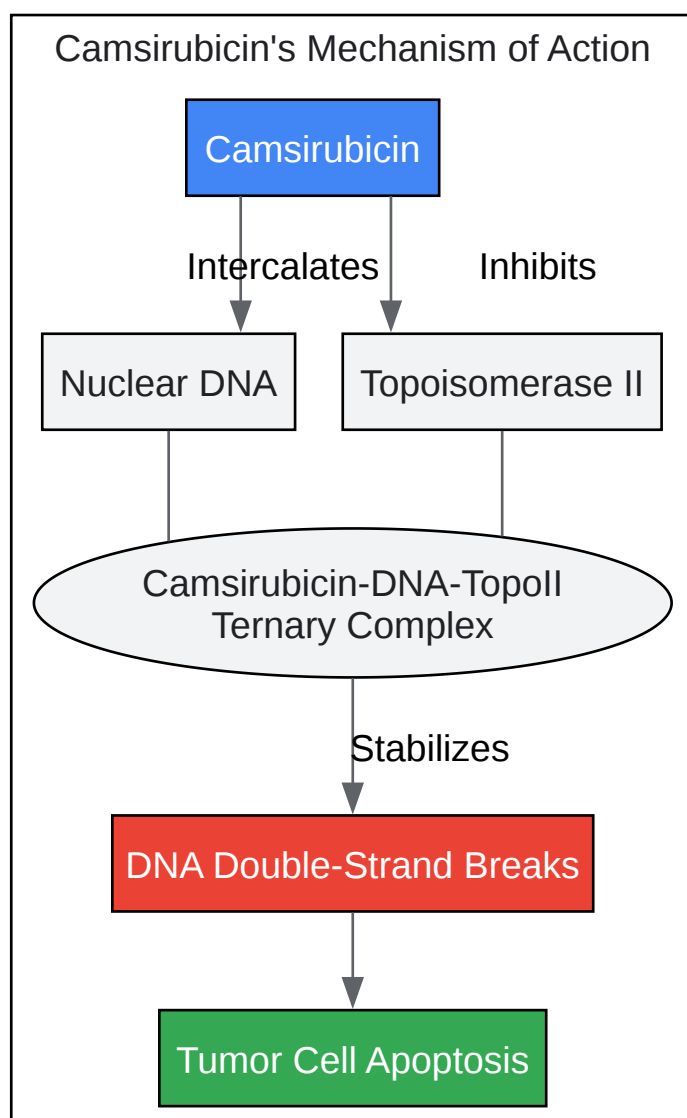 Camsirubicin's Mechanism of Action
Camsirubicin
Intercalates
Inhibits
Nuclear DNA
Topoisomerase II
Camsirubicin-DNA-TopoII
Ternary Complex
Stabilizes
DNA Double-Strand Breaks
Tumor Cell Apoptosis